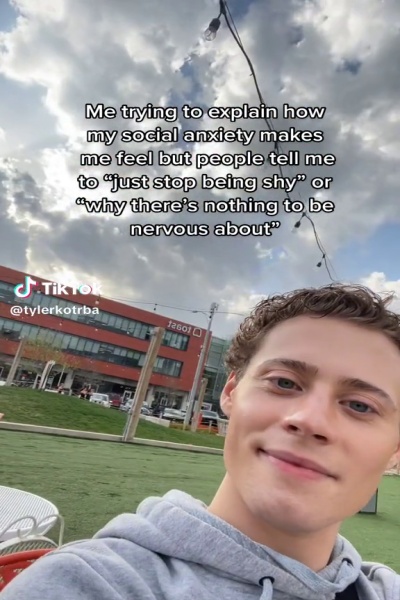 Me trying to explain how
my social anxiety makes
me feel but people tell me
to “just stop being shy” or
“why there’s nothing to be
nervous about”
TikTok
@tylerkotrba
toast